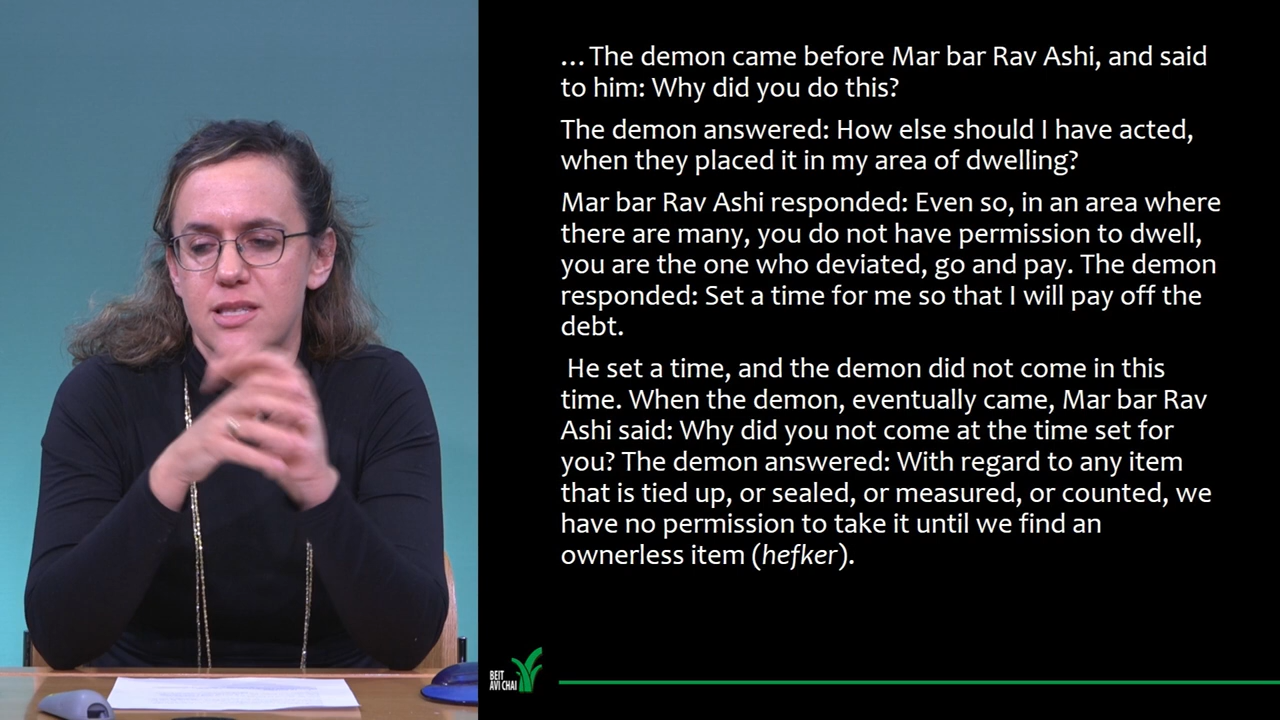 …The demon came before Mar bar Rav Ashi, and said
to him: Why did you do this?
The demon answered: How else should I have acted,
when they placed it in my area of dwelling?
Mar bar Rav Ashi responded: Even so, in an area where
there are many, you do not have permission to dwell,
you are the one who deviated, go and pay. The demon
responded: Set a time for me so that I will pay off the
debt.
He set a time, and the demon did not come in this
time. When the demon, eventually came, Mar bar Rav
Ashi said: Why did you not come at the time set for
you? The demon answered: With regard to any item
that is tied up, or sealed, or measured, or counted, we
have no permission to take it until we find an
ownerless item (hefker).
BEIT
AVI CHAI